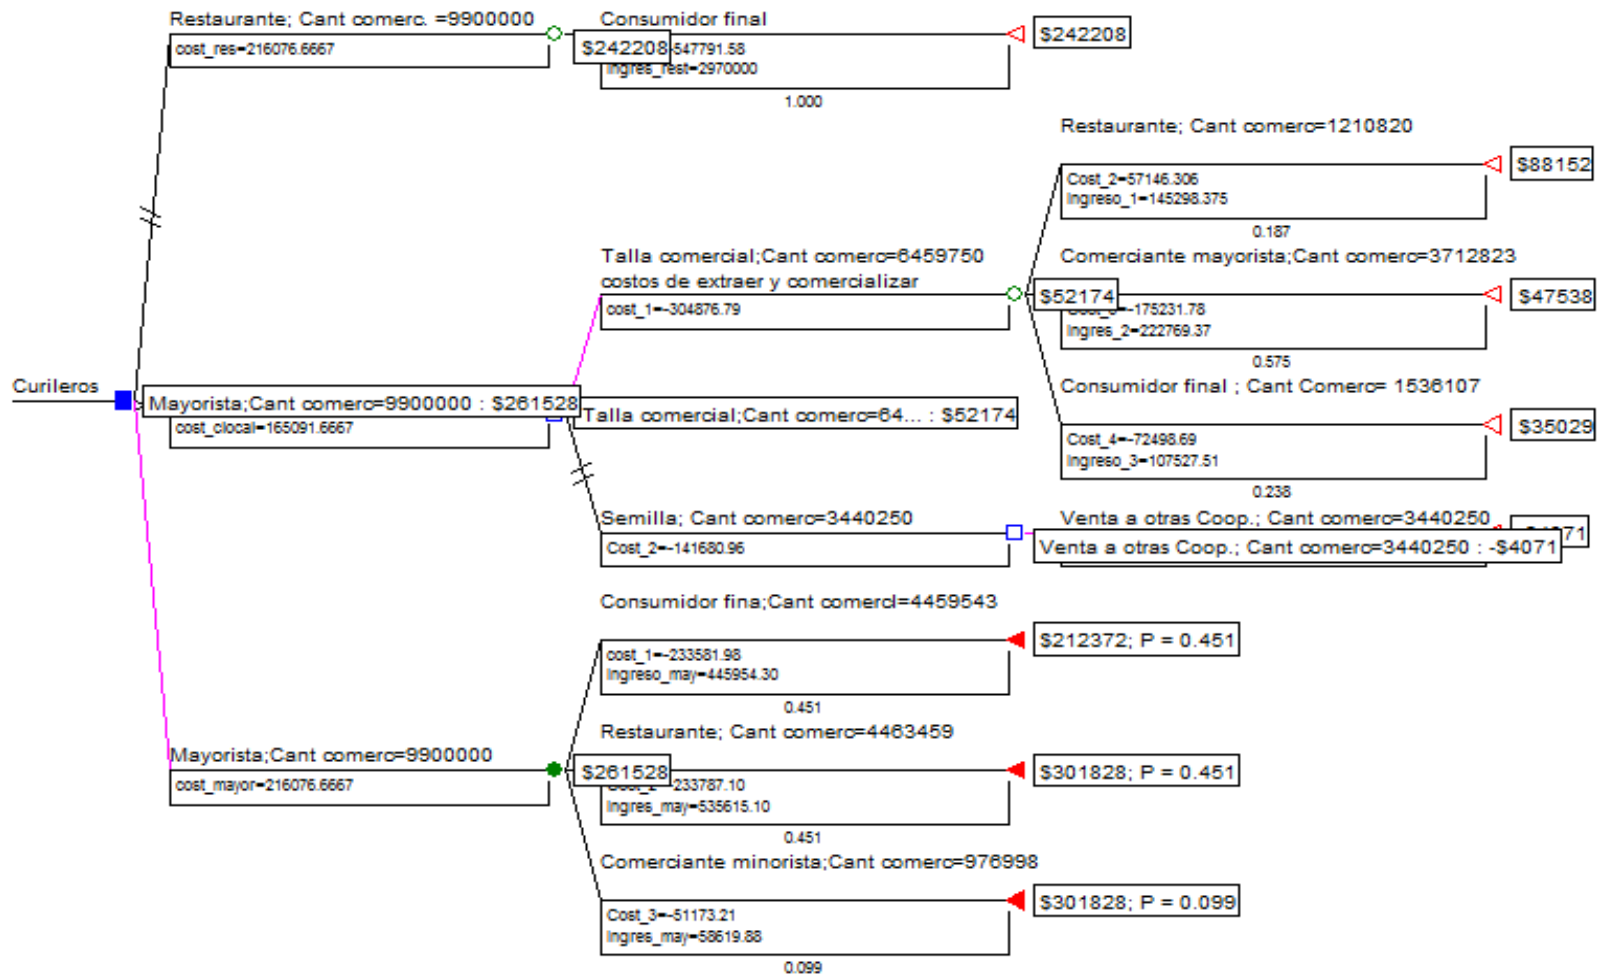 Restaurante; Cant comerc. =9900000
cost_res=216076.6667
Consumidor final
$242208
-547791.58
Ingres_rest=2970000
1.000
$242208
Restaurante; Cant comerc=1210820
Cost_2=57146.306
Ingreso_1=145298.375
0.187
$88152
Talla comercial;Cant comerc=6459750
costos de extraer y comercializar
cost_1=-304876.79
$52174
Comerciante mayorista;Cant comerc=3712823
-175231.78
Ingres_2=222769.37
0.575
$47538
Consumidor final ; Cant Comerc= 1536107
Cost_4=-72498.69
Ingreso_3=107527.51
0.238
$35029
Curileros
Mayorista;Cant comerc=9900000 : $261528
cost_clocal=165091.6667
Talla comercial;Cant comerc=64... : $52174
Semilla; Cant comerc=3440250
Cost_2=-141680.96
Venta a otras Coop.; Cant comerc=3440250
Venta a otras Coop.; Cant comerc=3440250 : -$4071
Consumidor fina;Cant comercl=4459543
cost_1=-233581.98
Ingreso_may=445954.30
0.451
$212372; P = 0.451
Mayorista;Cant comerc=9900000
cost_mayor=216076.6667
$261528
Restaurante; Cant comerc=4463459
-233787.10
Ingres_may=535615.10
0.451
$301828; P = 0.451
Comerciante minorista;Cant comerc=976998
Cost_3=-51173.21
Ingres_may=58619.88
0.099
$301828; P = 0.099